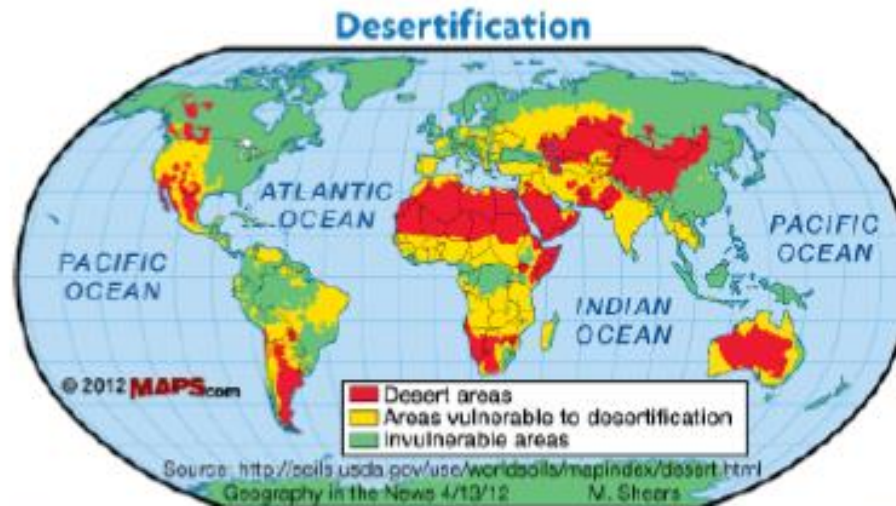 Desertification
ATLANTIC
OCEAN
PACIFIC
OCEAN
PACIFIC
OCEAN
INDIAN
OCEAN
© 2012 MAPS.com
Desert areas
Areas vulnerable to desertification
Invulnerable areas
Source: http://soils.usda.gov/use/worldsoils/mapindex/desert.html
Geography in the News 4/13/12 M. Shears